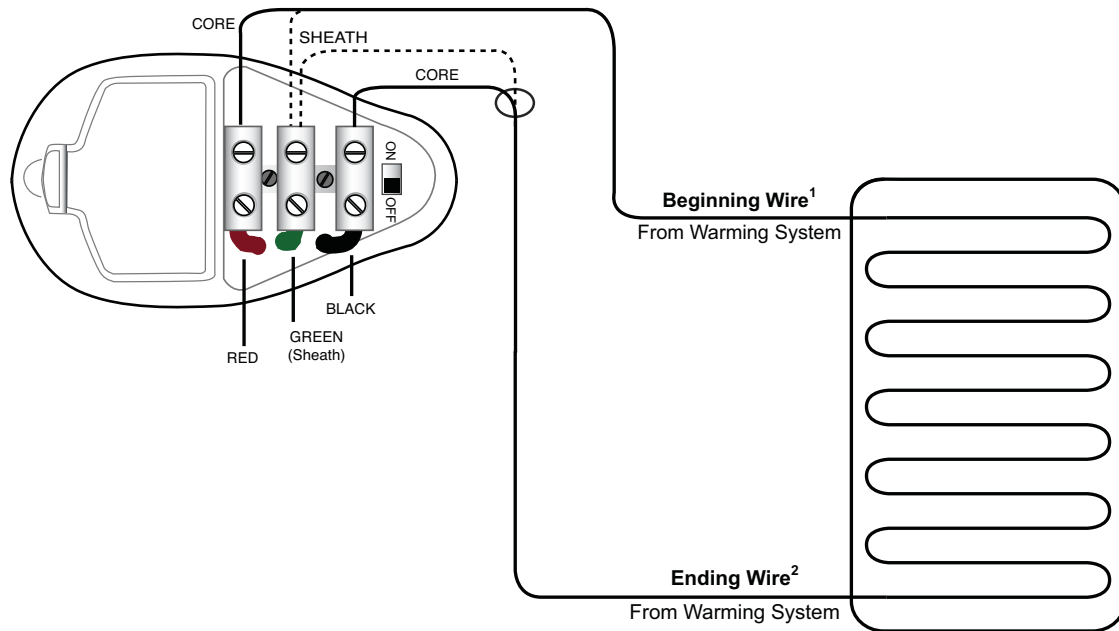 CORE
SHEATH
CORE
ON
OFF
Beginning Wire¹
From Warming System
BLACK
GREEN
(Sheath)
RED
Ending Wire²
From Warming System